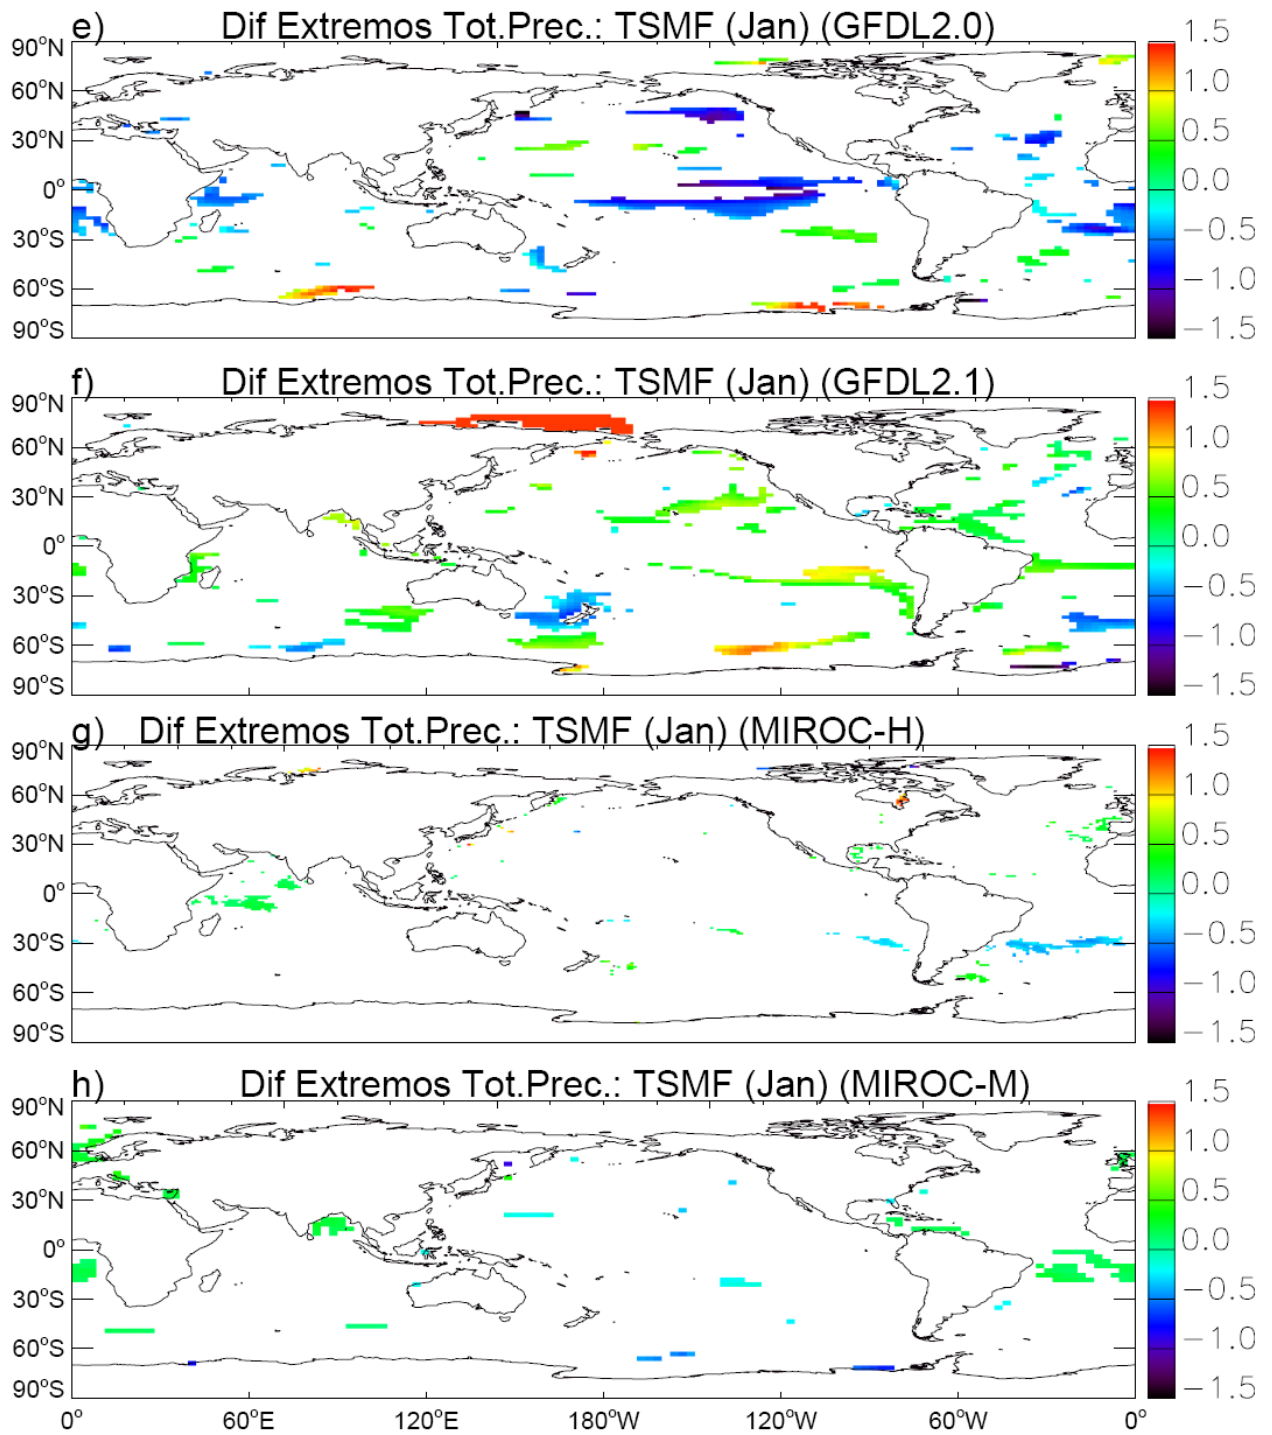 e) Dif Extremos Tot.Prec.: TSMF (Jan) (GFDL2.0)
90°N
60°N
30°N
0°
30°S
60°S
90°S
1.5
1.0
0.5
0.0
−0.5
−1.0
−1.5
f) Dif Extremos Tot.Prec.: TSMF (Jan) (GFDL2.1)
90°N
60°N
30°N
0°
30°S
60°S
90°S
1.5
1.0
0.5
0.0
−0.5
−1.0
−1.5
g) Dif Extremos Tot.Prec.: TSMF (Jan) (MIROC-H)
90°N
60°N
30°N
0°
30°S
60°S
90°S
1.5
1.0
0.5
0.0
−0.5
−1.0
−1.5
h) Dif Extremos Tot.Prec.: TSMF (Jan) (MIROC-M)
90°N
60°N
30°N
0°
30°S
60°S
90°S
1.5
1.0
0.5
0.0
−0.5
−1.0
−1.5
0° 60°E 120°E 180°W 120°W 60°W 0°